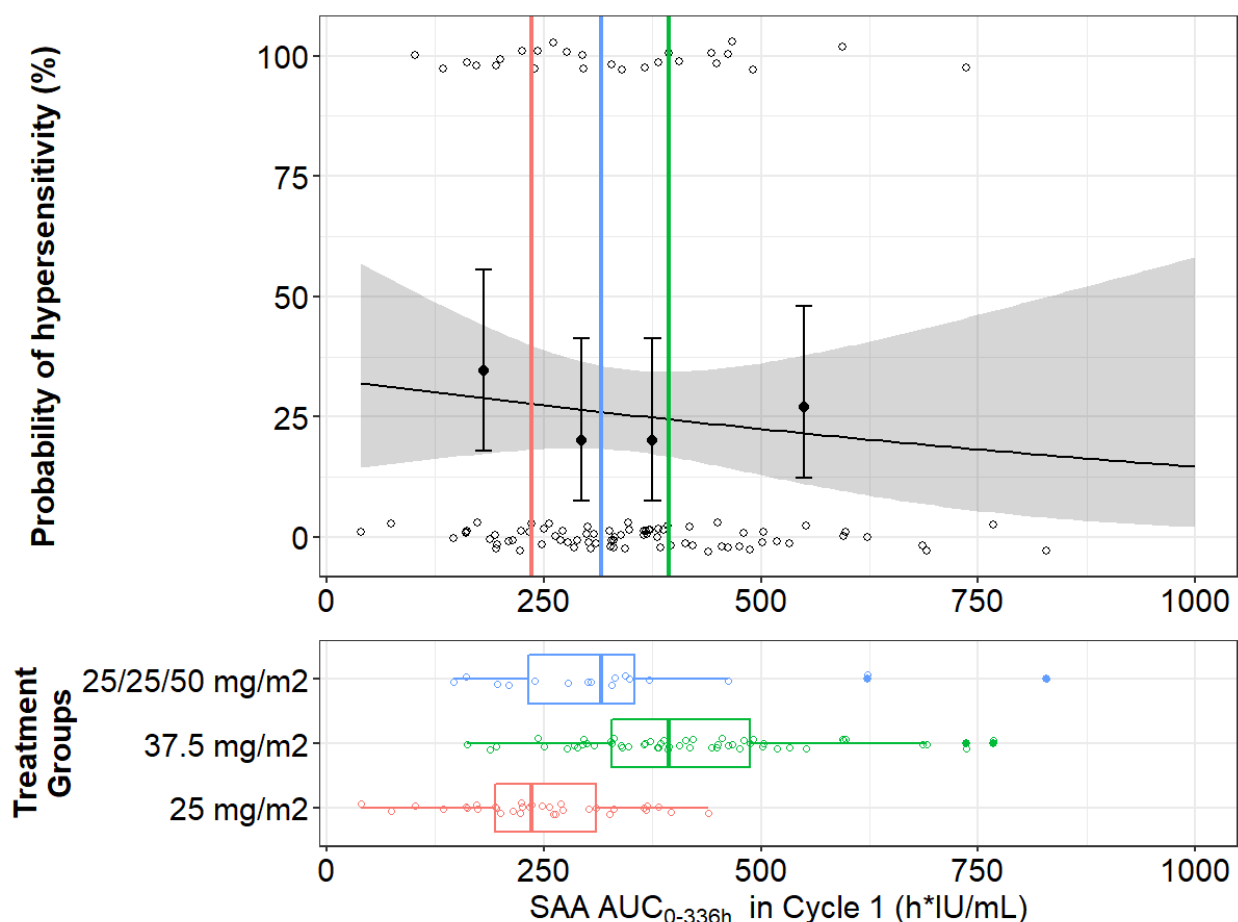 Probability of hypersensitivity (%)
100
75
50
25
0
0 250 500 750 1000
Treatment
Groups
25/25/50 mg/m2
37.5 mg/m2
25 mg/m2
0 250 500 750 1000
SAA AUC0-336h in Cycle 1 (h*IU/mL)